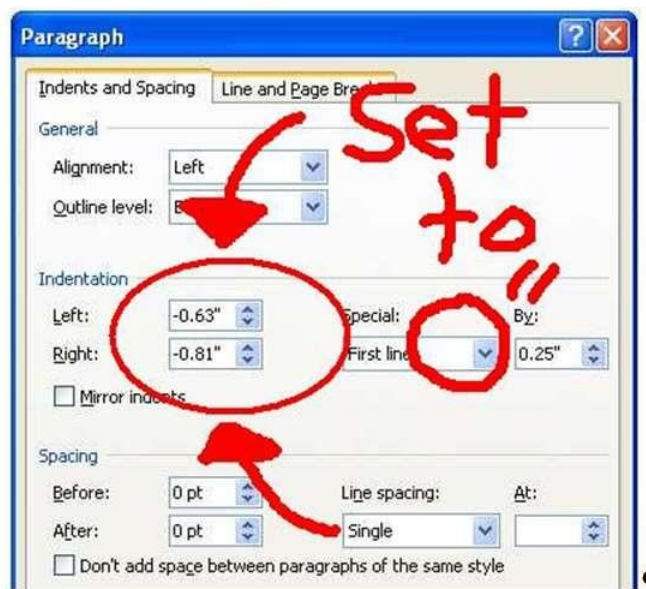 Paragraph
Indents and Spacing Line and Page
Set
General
Alignment: Left
Outline level:
to
Indentation
0"
Left: -0.63" Special: By:
Right: -0.81" First line 0.25"
Mirror indents
Spacing
Before: 0 pt Line spacing: At:
After: 0 pt Single
Don't add space between paragraphs of the same style